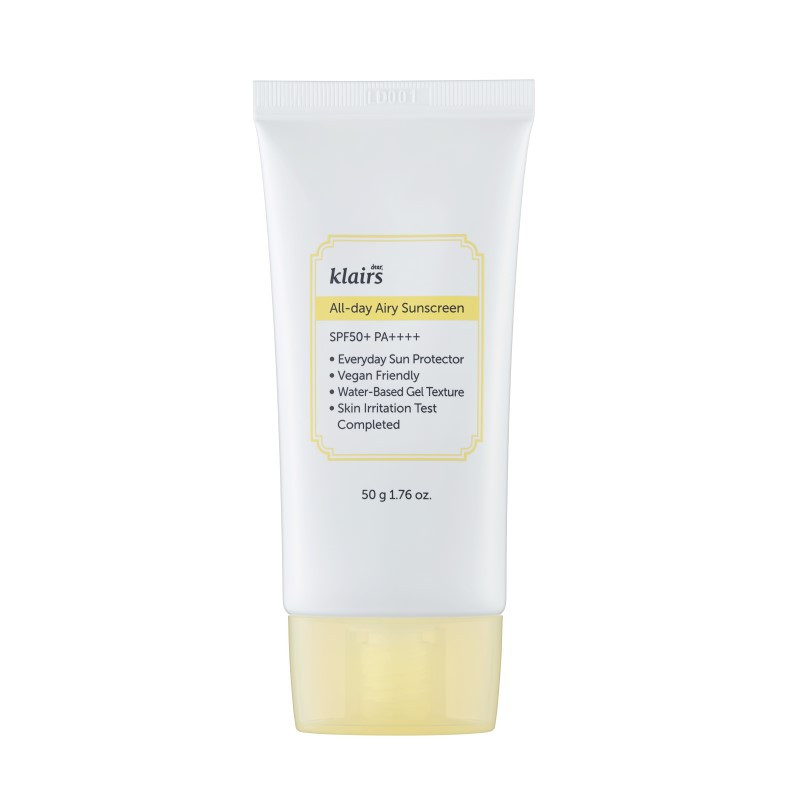 dear,
klairs
All-day Airy Sunscreen
SPF50+ PA++++
• Everyday Sun Protector
• Vegan Friendly
• Water-Based Gel Texture
• Skin Irritation Test
Completed
50 g 1.76 oz.